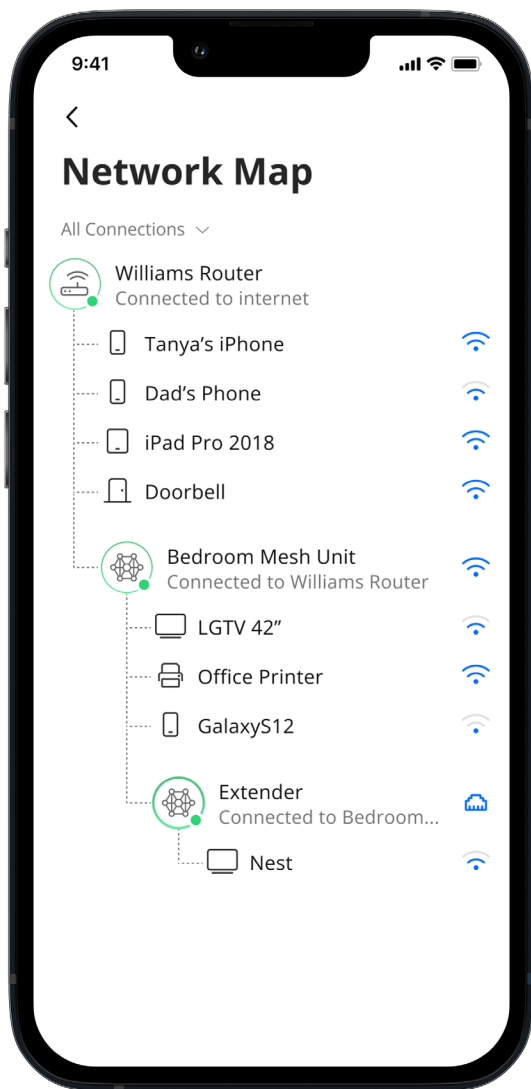 9:41
Network Map
All Connections
Williams Router
Connected to internet
Tanya’s iPhone
Dad’s Phone
iPad Pro 2018
Doorbell
Bedroom Mesh Unit
Connected to Williams Router
LGTV 42”
Office Printer
GalaxyS12
Extender
Connected to Bedroom...
Nest